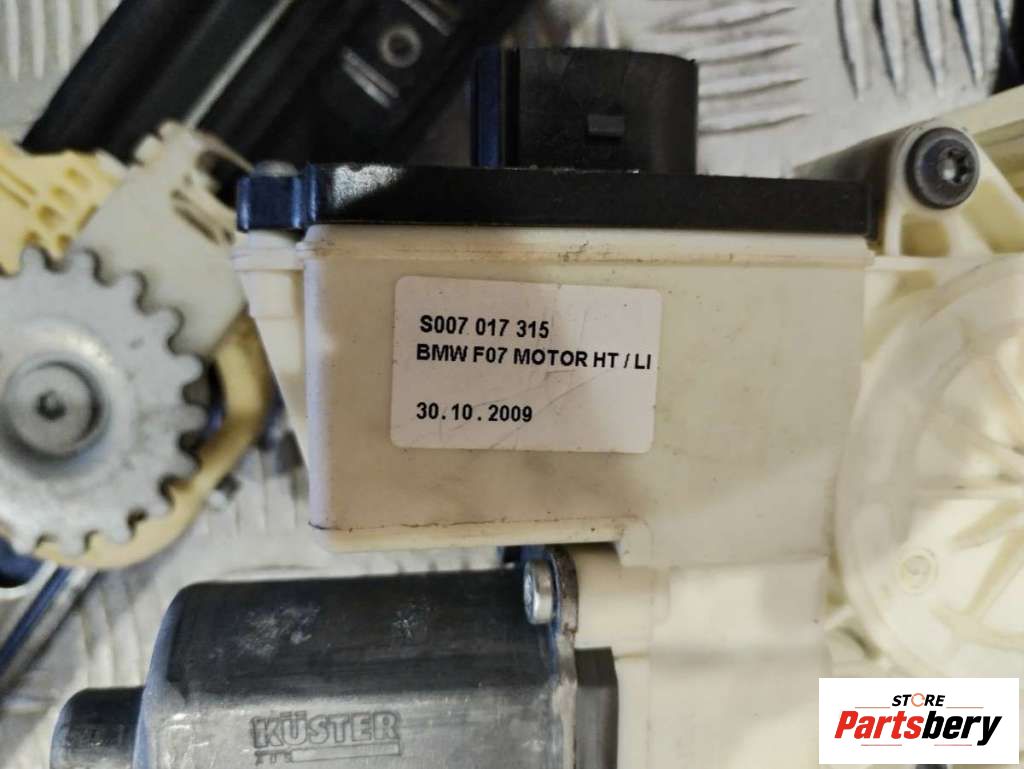 S007 017 315
BMW F07 MOTOR HT / LI
30.10.2009
KÜSTER
STORE
Partsbery